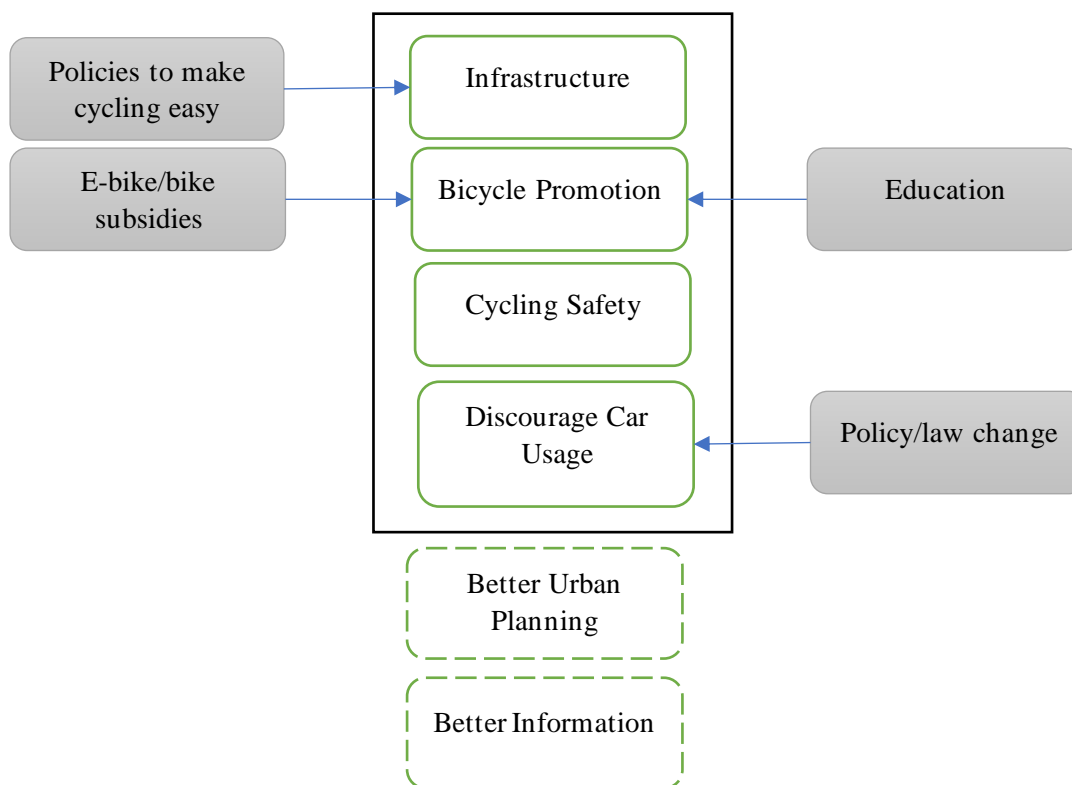 Policies to make
cycling easy
Infrastructure
E-bike/bike
subsidies
Bicycle Promotion
Education
Cycling Safety
Discourage Car
Usage
Policy/law change
Better Urban
Planning
Better Information